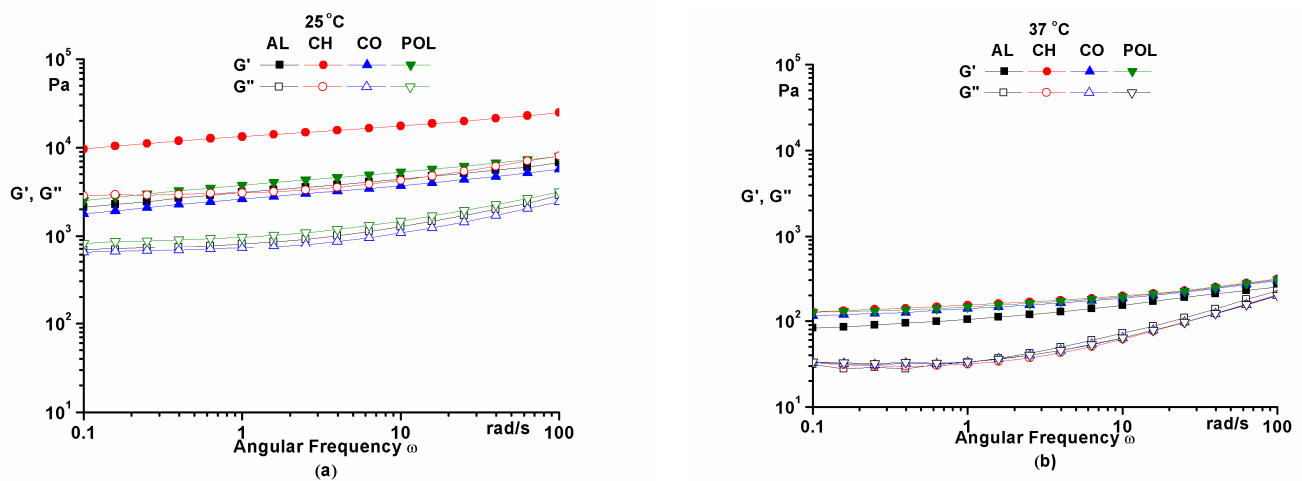 25 °C
AL CH CO POL
G'
G"
10^5
Pa
10^4
G', G"
10^3
10^2
10^1
0.1 1 10 100
rad/s
Angular Frequency ω
(a)
37 °C
AL CH CO POL
G'
G"
10^5
Pa
10^4
G', G"
10^3
10^2
10^1
0.1 1 10 100
rad/s
Angular Frequency ω
(b)